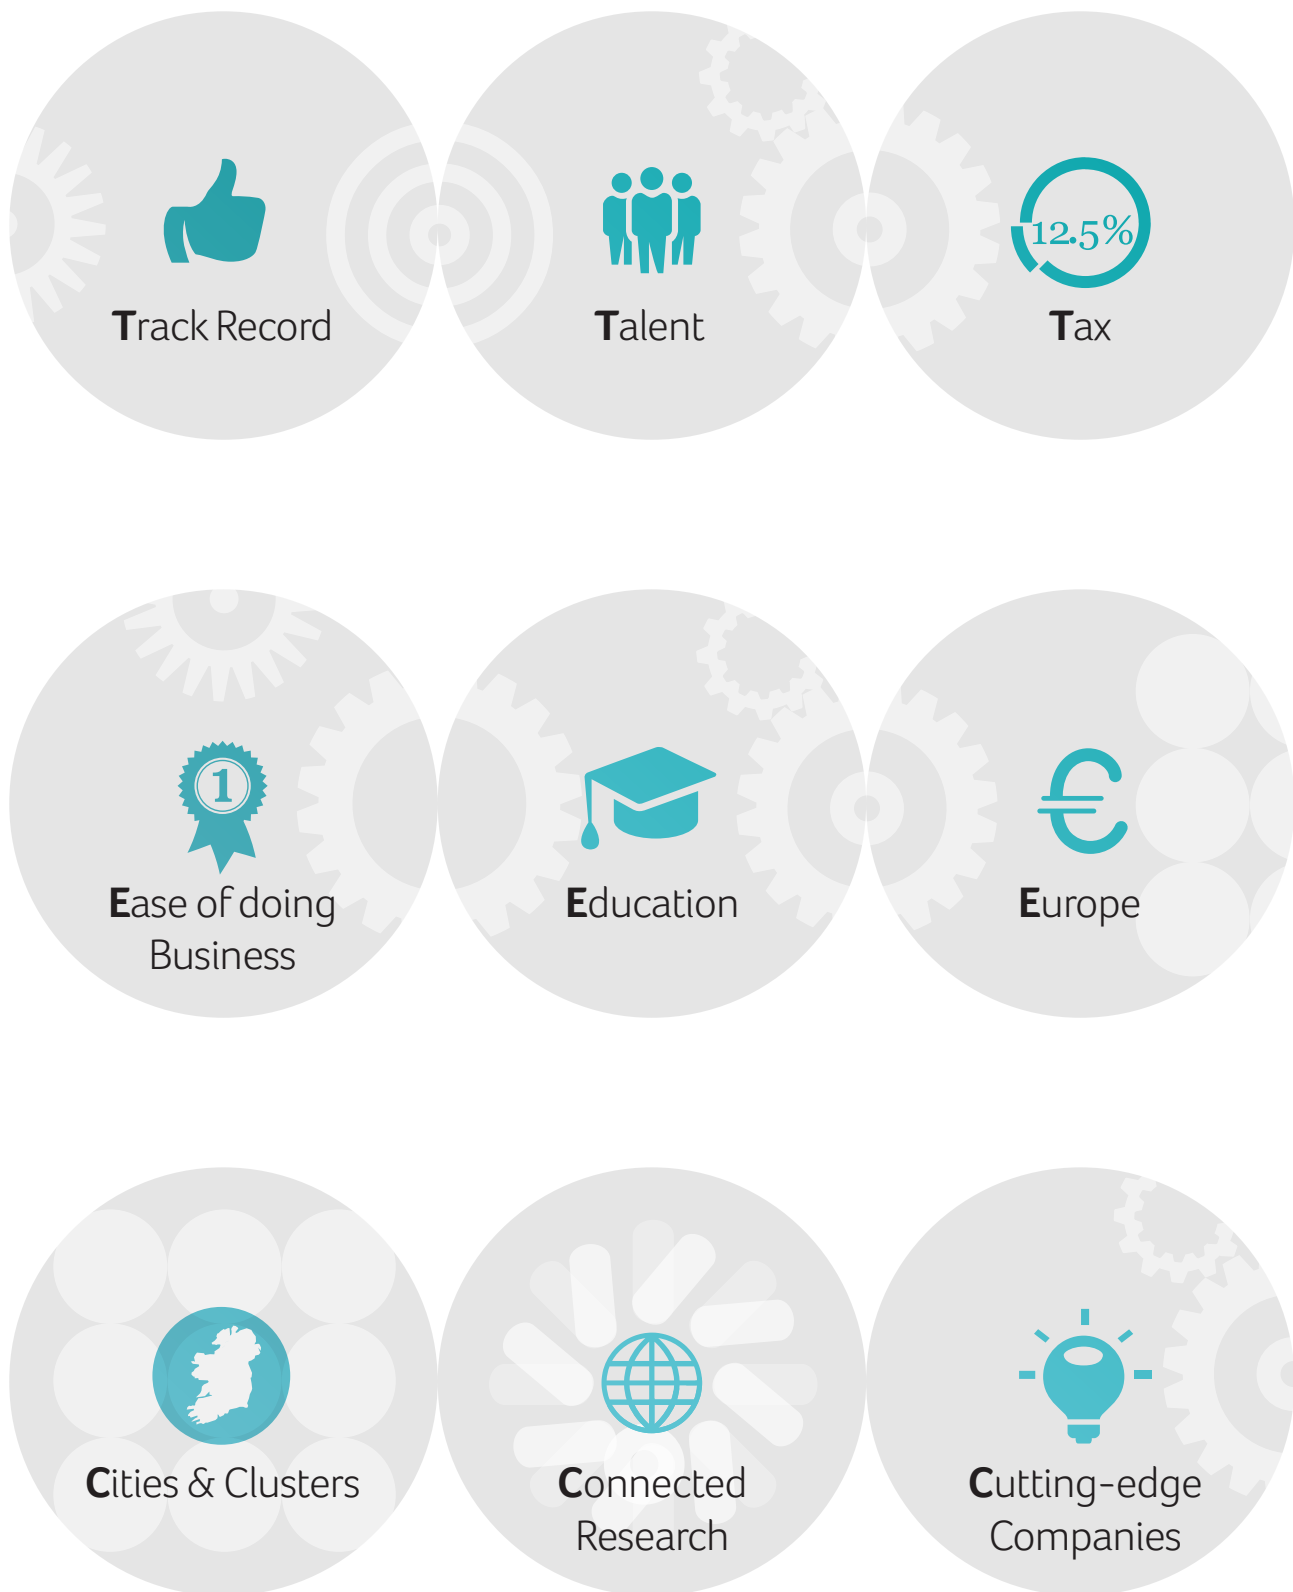 12.5%
Track Record
Talent
Tax
1
Ease of doing
Business
Education
Europe
Cities & Clusters
Connected
Research
Cutting-edge
Companies